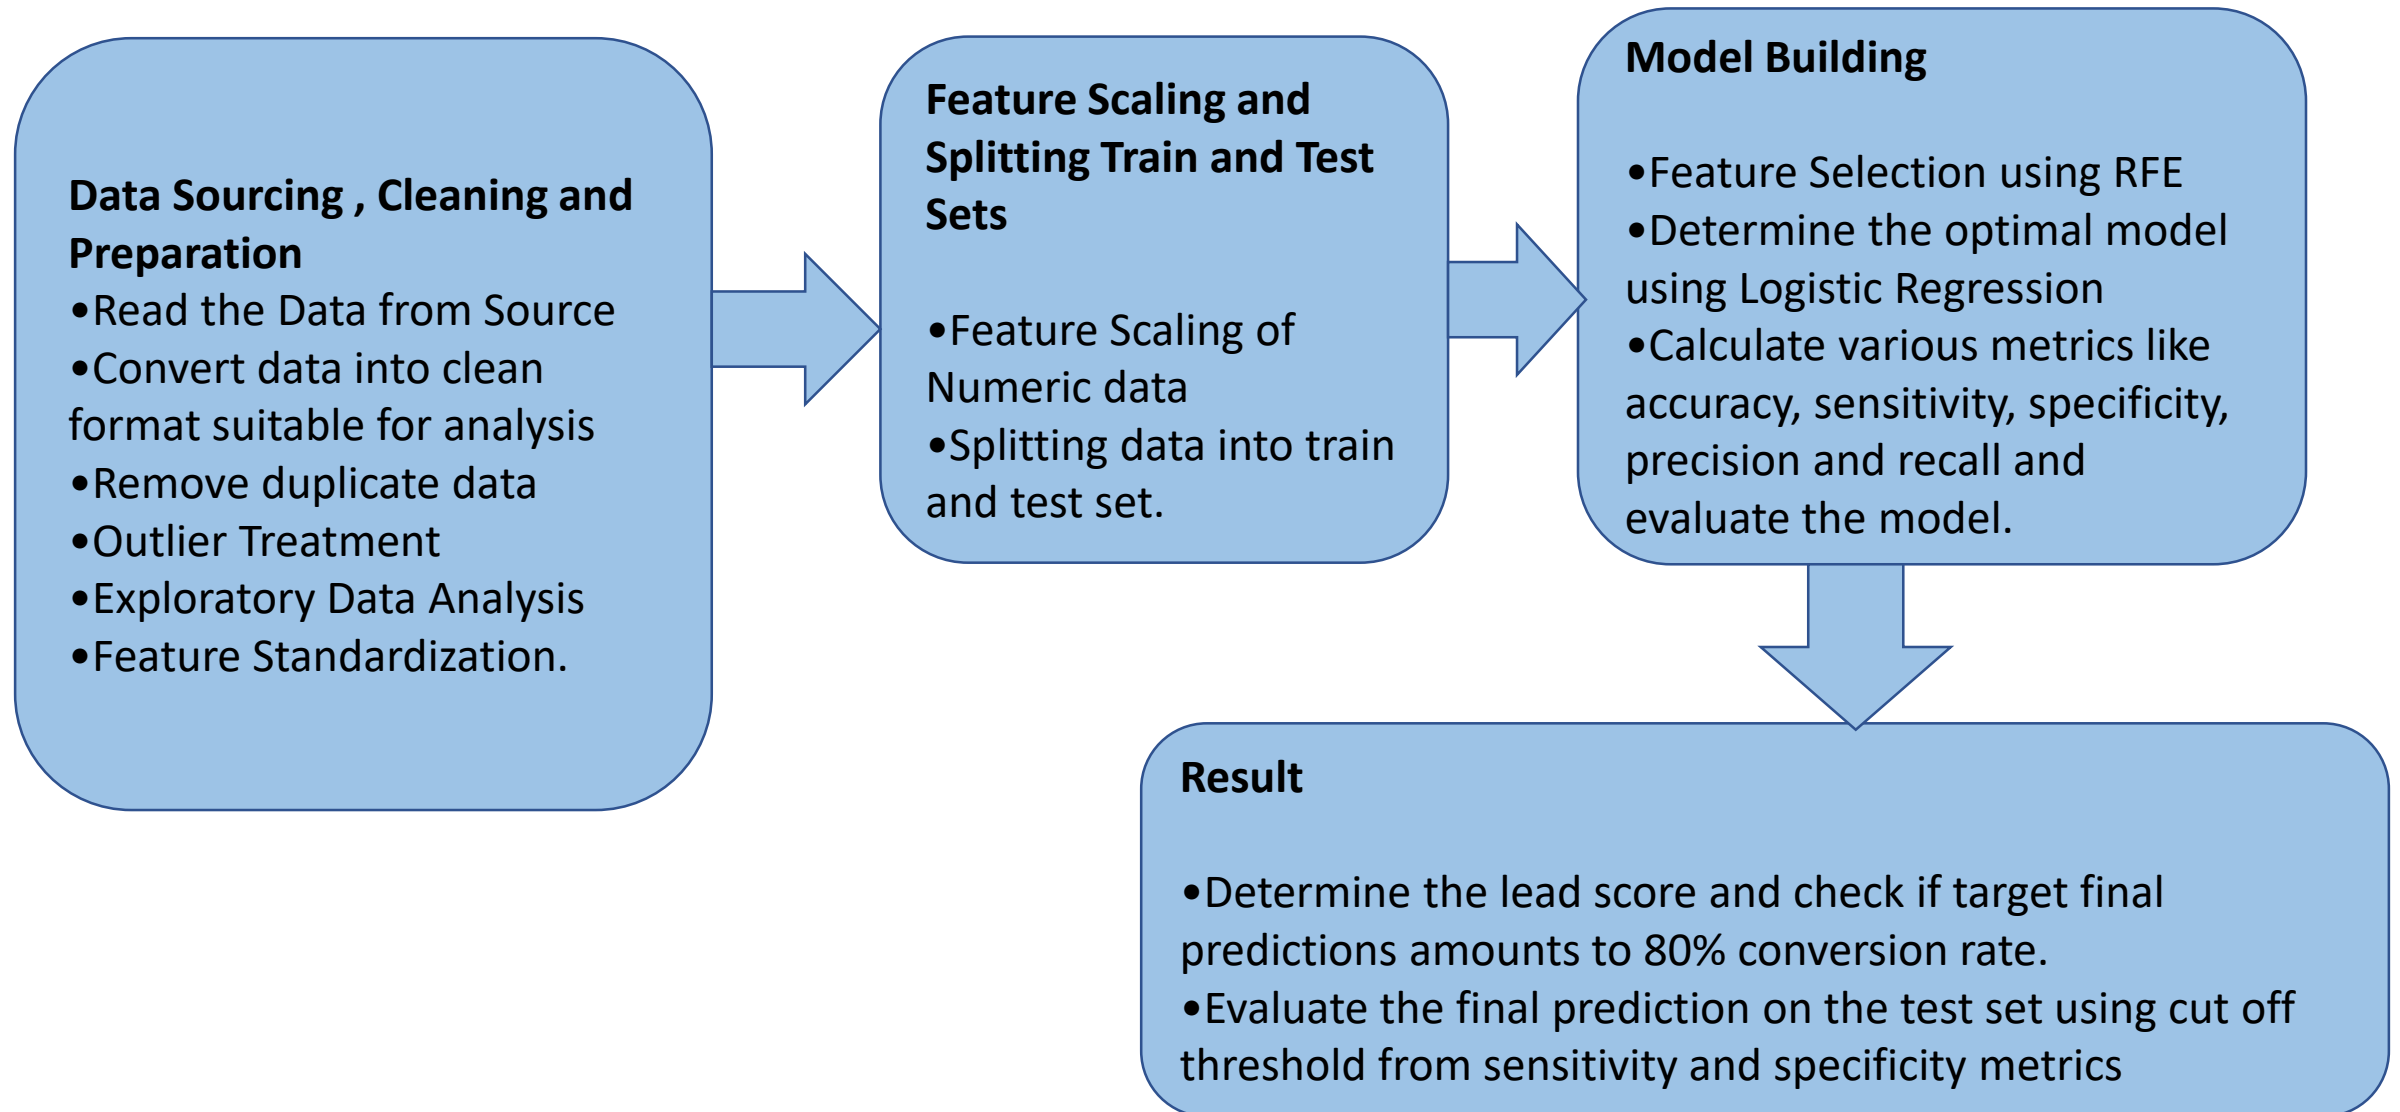 Data Sourcing , Cleaning and
Preparation
•Read the Data from Source
•Convert data into clean
format suitable for analysis
•Remove duplicate data
•Outlier Treatment
•Exploratory Data Analysis
•Feature Standardization.
Feature Scaling and
Splitting Train and Test
Sets
•Feature Scaling of
Numeric data
•Splitting data into train
and test set.
Model Building
•Feature Selection using RFE
•Determine the optimal model
using Logistic Regression
•Calculate various metrics like
accuracy, sensitivity, specificity,
precision and recall and
evaluate the model.
Result
•Determine the lead score and check if target final
predictions amounts to 80% conversion rate.
•Evaluate the final prediction on the test set using cut off
threshold from sensitivity and specificity metrics